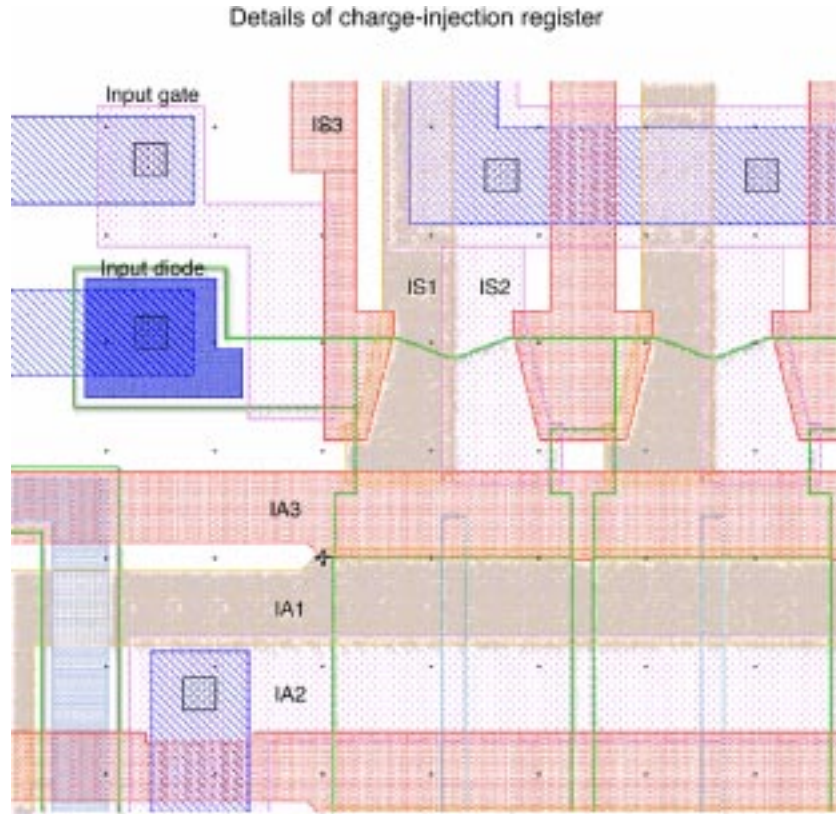 Details of charge-injection register
Input gate
IS3
Input diode
IS1
IS2
IA3
IA1
IA2